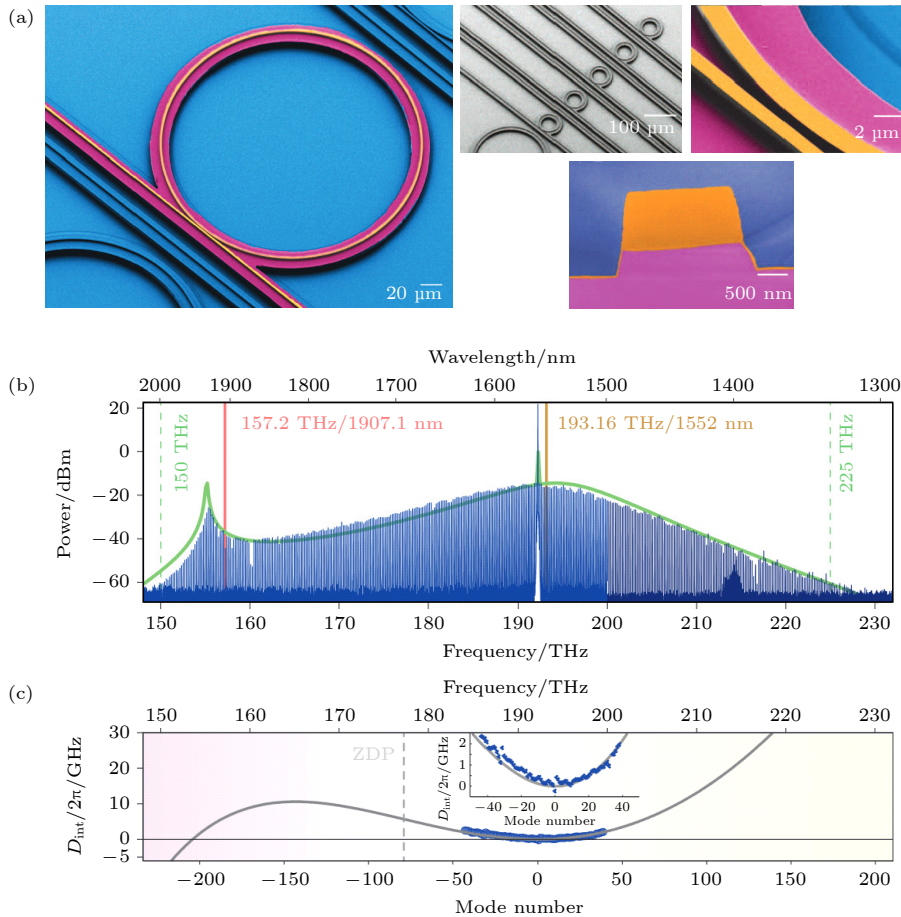 (a)
100 µm
2 µm
20 µm
500 nm
Wavelength/nm
(b)
2000 1900 1800 1700 1600 1500 1400 1300
20
0
−20
−40
−60
Power/dBm
150 THz
157.2 THz/1907.1 nm
193.16 THz/1552 nm
225 THz
150 160 170 180 190 200 210 220 230
Frequency/THz
(c)
Frequency/THz
150 160 170 180 190 200 210 220 230
30
20
10
0
−5
Dint/2π/GHz
ZDP
2
1
0
Dint/2π/GHz
−40 −20 0 20 40
Mode number
−200 −150 −100 −50 0 50 100 150 200
Mode number